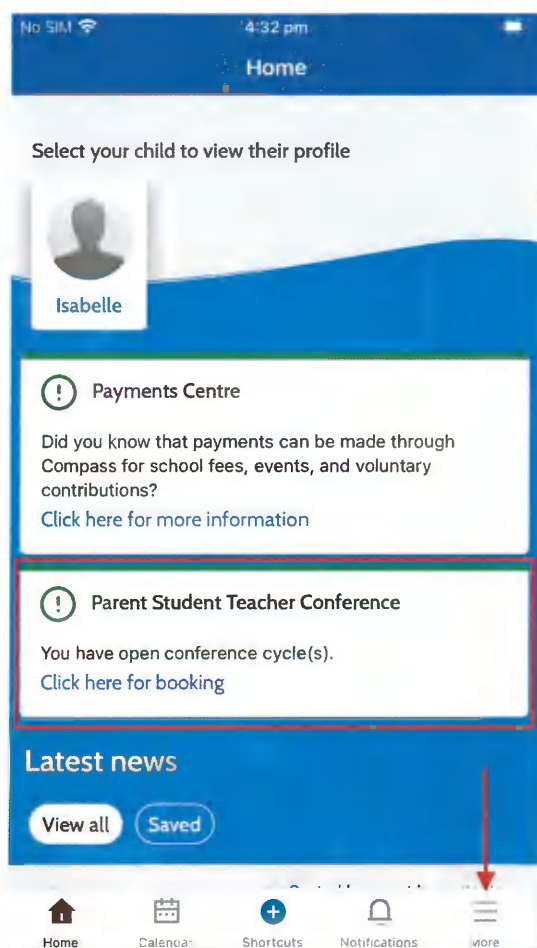 No SIM 4:32 pm
Home
Select your child to view their profile
Isabelle
Payments Centre
Did you know that payments can be made through
Compass for school fees, events, and voluntary
contributions?
Click here for more information
Parent Student Teacher Conference
You have open conference cycle(s).
Click here for booking
Latest news
View all Saved
Home Calendar Shortcuts Notifications More